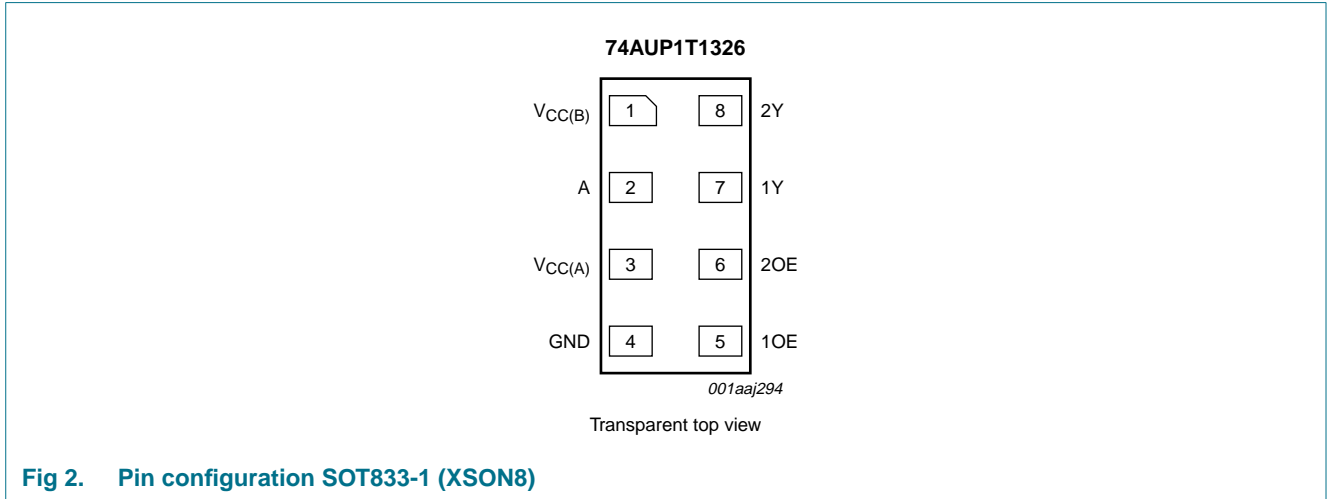 74AUP1T1326
VCC(B) 1 8 2Y
A 2 7 1Y
VCC(A) 3 6 2OE
GND 4 5 1OE
001aaj294
Transparent top view
Fig 2. Pin configuration SOT833-1 (XSON8)